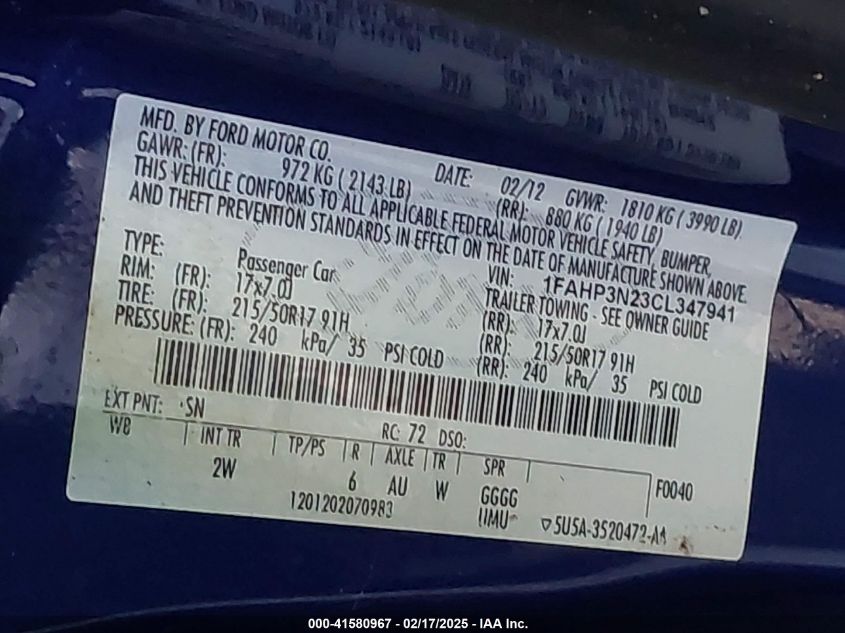 MFD. BY FORD MOTOR CO.
DATE: 02/12 GVWR: 1810 KG ( 3990 LB)
GAWR: (FR): 972 KG ( 2143 LB) (RR): 880 KG ( 1940 LB)
THIS VEHICLE CONFORMS TO ALL APPLICABLE FEDERAL MOTOR VEHICLE SAFETY, BUMPER,
AND THEFT PREVENTION STANDARDS IN EFFECT ON THE DATE OF MANUFACTURE SHOWN ABOVE.
VIN: 1FAHP3N23CL347941
TYPE: Passenger Car TRAILER TOWING - SEE OWNER GUIDE
RIM: (FR): 17x7.0J (RR): 17x7.0J
TIRE: (FR): 215/50R17 91H (RR): 215/50R17 91H
PRESSURE: (FR): 240 kPa/ 35 PSI COLD (RR): 240 kPa/ 35 PSI COLD
EXT PNT: SN RC: 72 DSO:
WB INT TR TP/PS R AXLE TR SPR F0040
2W 6 AU W GGGG
1201202070983 UMU ▽5U5A-3520472-AA
000-41580967 - 02/17/2025 - IAA Inc.